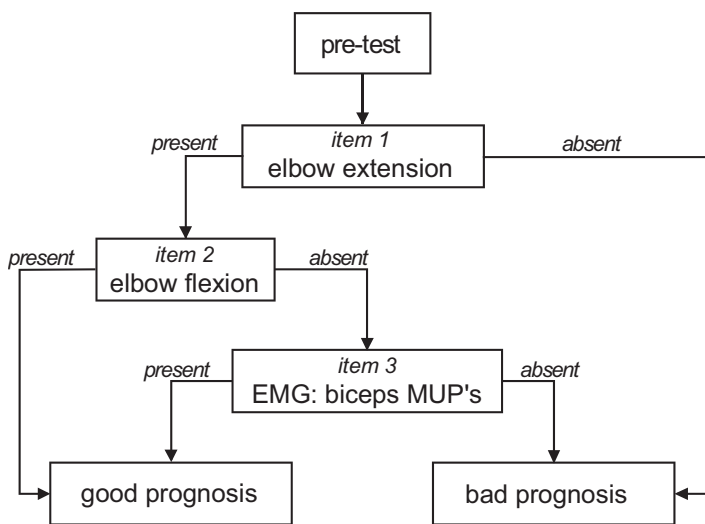 pre-test
item 1
present
absent
elbow extension
item 2
present
absent
elbow flexion
item 3
present
absent
EMG: biceps MUP's
good prognosis
bad prognosis